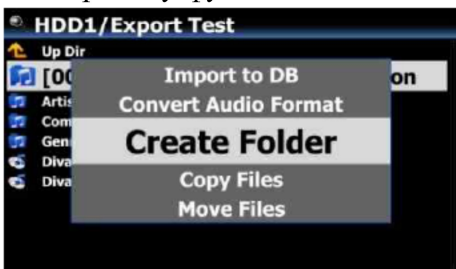 HDD1/Export Test
Up Dir
[00 on
Artis
Com
Gen
Diva
Diva
Import to DB
Convert Audio Format
Create Folder
Copy Files
Move Files